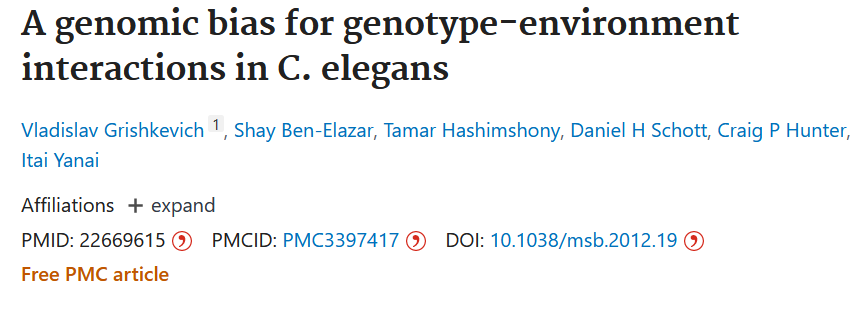 A genomic bias for genotype-environment
interactions in C. elegans
Vladislav Grishkevich 1, Shay Ben-Elazar, Tamar Hashimshony, Daniel H Schott, Craig P Hunter,
Itai Yanai
Affiliations + expand
PMID: 22669615 PMCID: PMC3397417 DOI: 10.1038/msb.2012.19
Free PMC article